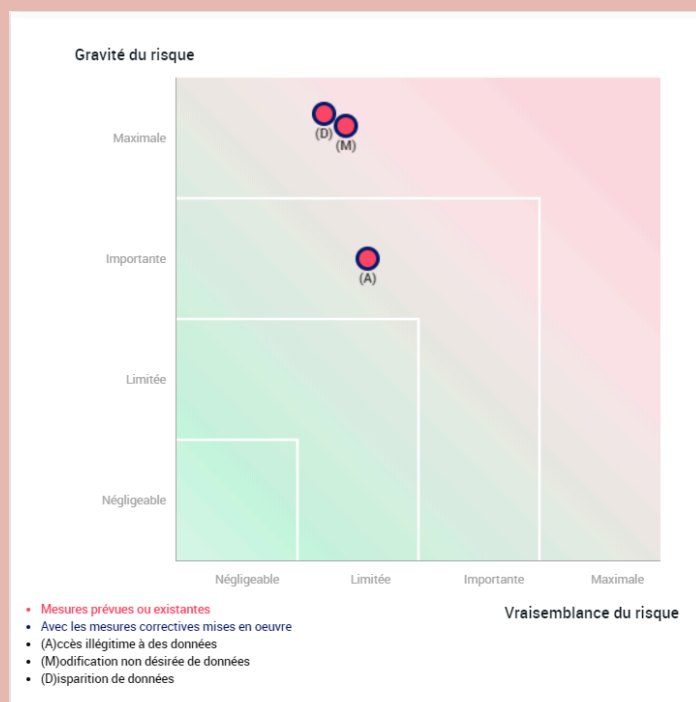 Gravité du risque
Maximale
(D)
(M)
Importante
(A)
Limitée
Négligeable
Négligeable Limitée Importante Maximale
Vraisemblance du risque
Mesures prévues ou existantes
Avec les mesures correctives mises en oeuvre
(A)ccès illégitime à des données
(M)odification non désirée de données
(D)isparition de données